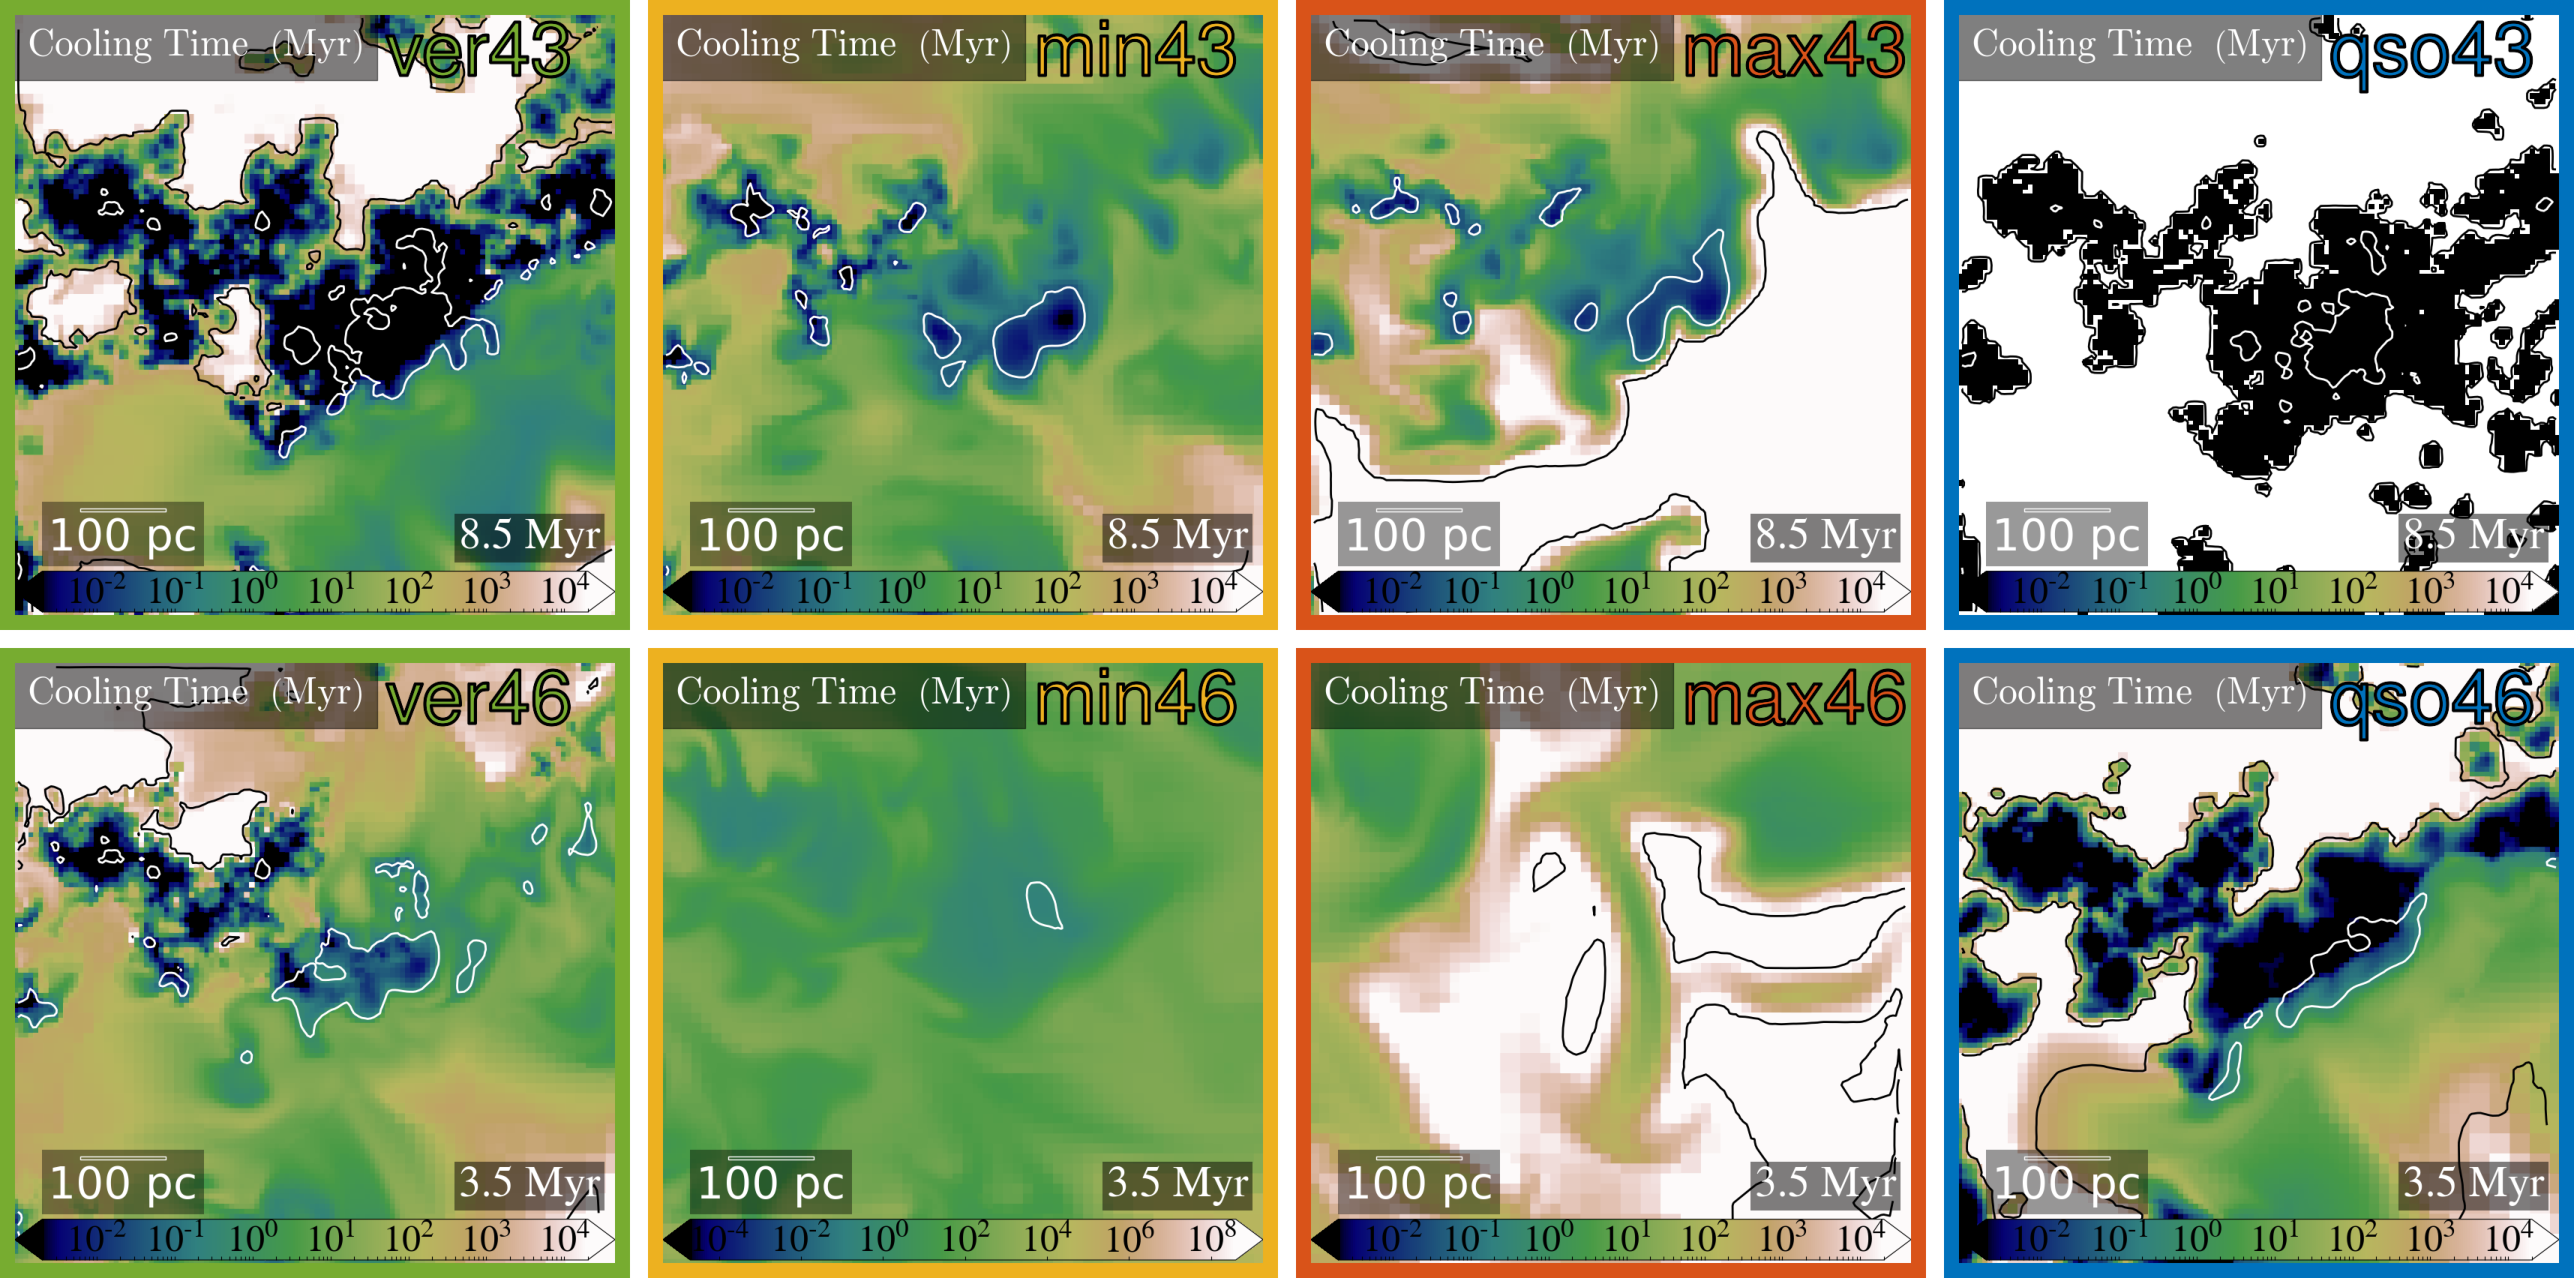 Cooling Time (Myr) ver43
100 pc 8.5 Myr
10-2 10-1 100 101 102 103 104
Cooling Time (Myr) min43
100 pc 8.5 Myr
10-2 10-1 100 101 102 103 104
Cooling Time (Myr) max43
100 pc 8.5 Myr
10-2 10-1 100 101 102 103 104
Cooling Time (Myr) qso43
100 pc 8.5 Myr
10-2 10-1 100 101 102 103 104
Cooling Time (Myr) ver46
100 pc 3.5 Myr
10-2 10-1 100 101 102 103 104
Cooling Time (Myr) min46
100 pc 3.5 Myr
10-4 10-2 100 102 104 106 108
Cooling Time (Myr) max46
100 pc 3.5 Myr
10-2 10-1 100 101 102 103 104
Cooling Time (Myr) qso46
100 pc 3.5 Myr
10-2 10-1 100 101 102 103 104